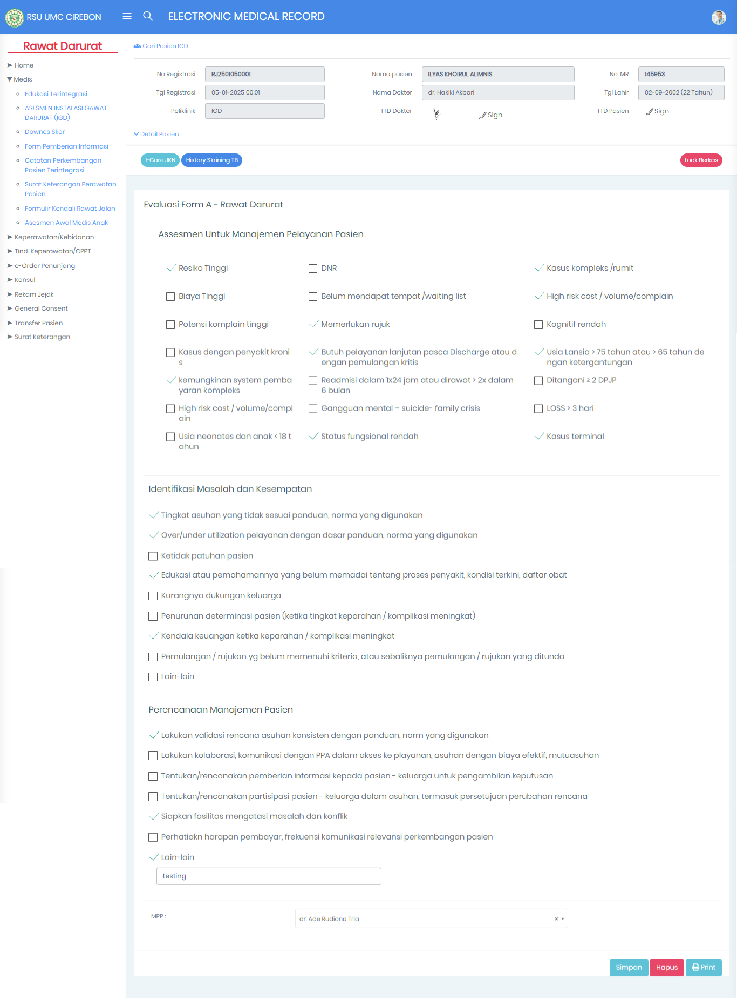 RSU UMC CIREBON
ELECTRONIC MEDICAL RECORD
Rawat Darurat
Home
Medis
Edukasi Terintegrasi
ASESMEN INSTALASI GAWAT
DARURAT (IGD)
Downes Skor
Form Pemberian Informasi
Catatan Perkembangan
Pasien Terintegrasi
Surat Keterangan Perawatan
Pasien
Formulir Kendali Rawat Jalan
Asesmen Awal Medis Anak
Keperawatan/Kebidanan
Tind. Keperawatan/CPPT
e-Order Penunjang
Konsul
Rekam Jejak
General Consent
Transfer Pasien
Surat Keterangan
Cari Pasien IGD
No Registrasi RJ2501050001 Nama pasien ILYAS KHOIRUL ALIMNIS No. MR 145953
Tgl Registrasi 05-01-2025 00:01 Nama Dokter dr. Hakiki Akbari Tgl Lahir 02-09-2002 (22 Tahun)
Poliklinik IGD TTD Dokter Sign TTD Pasien Sign
Detail Pasien
I-Care JKN History Skrining TB Lock Berkas
Evaluasi Form A - Rawat Darurat
Assesmen Untuk Manajemen Pelayanan Pasien
Resiko Tinggi DNR Kasus kompleks /rumit
Biaya Tinggi Belum mendapat tempat /waiting list High risk cost / volume/complain
Potensi komplain tinggi Memerlukan rujuk Kognitif rendah
Kasus dengan penyakit kroni Butuh pelayanan lanjutan pasca Discharge atau d Usia Lansia > 75 tahun atau > 65 tahun de
s engan pemulangan kritis ngan ketergantungan
kemungkinan system pemba Readmisi dalam 1x24 jam atau dirawat > 2x dalam Ditangani ≥ 2 DPJP
yaran kompleks 6 bulan
High risk cost / volume/compl Gangguan mental – suicide- family crisis LOSS > 3 hari
ain
Usia neonates dan anak < 18 t Status fungsional rendah Kasus terminal
ahun
Identifikasi Masalah dan Kesempatan
Tingkat asuhan yang tidak sesuai panduan, norma yang digunakan
Over/under utilization pelayanan dengan dasar panduan, norma yang digunakan
Ketidak patuhan pasien
Edukasi atau pemahamannya yang belum memadai tentang proses penyakit, kondisi terkini, daftar obat
Kurangnya dukungan keluarga
Penurunan determinasi pasien (ketika tingkat keparahan / komplikasi meningkat)
Kendala keuangan ketika keparahan / komplikasi meningkat
Pemulangan / rujukan yg belum memenuhi kriteria, atau sebaliknya pemulangan / rujukan yang ditunda
Lain-lain
Perencanaan Manajemen Pasien
Lakukan validasi rencana asuhan konsisten dengan panduan, norm yang digunakan
Lakukan kolaborasi, komunikasi dengan PPA dalam akses ke playanan, asuhan dengan biaya efektif, mutuasuhan
Tentukan/rencanakan pemberian informasi kepada pasien - keluarga untuk pengambilan keputusan
Tentukan/rencanakan partisipasi pasien - keluarga dalam asuhan, termasuk persetujuan perubahan rencana
Siapkan fasilitas mengatasi masalah dan konflik
Perhatiakn harapan pembayar, frekuensi komunikasi relevansi perkembangan pasien
Lain-lain
testing
MPP : dr. Ade Rudiono Tria
Simpan Hapus Print